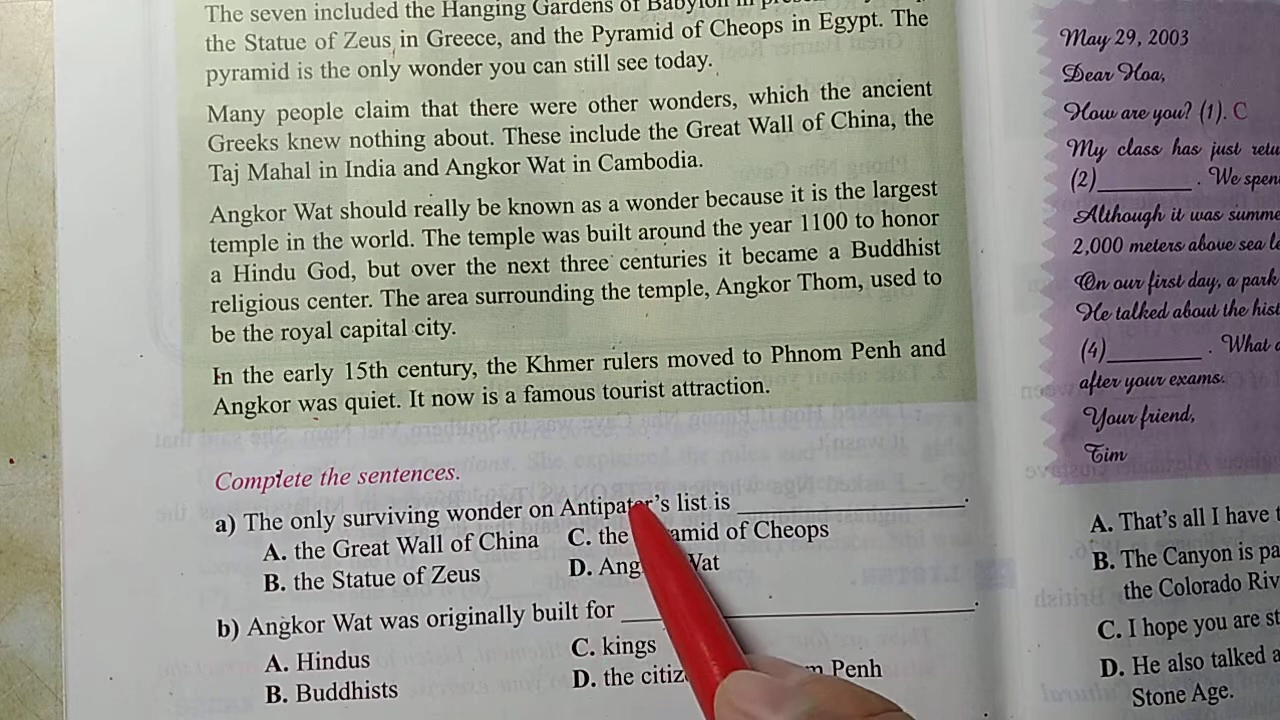 The seven included the Hanging Gardens of Babylon in
the Statue of Zeus in Greece, and the Pyramid of Cheops in Egypt. The
pyramid is the only wonder you can still see today.
Many people claim that there were other wonders, which the ancient
Greeks knew nothing about. These include the Great Wall of China, the
Taj Mahal in India and Angkor Wat in Cambodia.
Angkor Wat should really be known as a wonder because it is the largest
temple in the world. The temple was built around the year 1100 to honor
a Hindu God, but over the next three centuries it became a Buddhist
religious center. The area surrounding the temple, Angkor Thom, used to
be the royal capital city.
In the early 15th century, the Khmer rulers moved to Phnom Penh and
Angkor was quiet. It now is a famous tourist attraction.
Complete the sentences.
a) The only surviving wonder on Antipater's list is ____________.
A. the Great Wall of China C. the Pyramid of Cheops
B. the Statue of Zeus D. Angkor Wat
b) Angkor Wat was originally built for ____________.
A. Hindus C. kings
B. Buddhists D. the Penh
May 29, 2003
Dear Hoa,
How are you? (1). C
My class has just
(2)________. We
Although it was
2,000 meters above sea
On our first day, a park
He talked about the
(4)________. What
after your exams.
Your friend,
Tim
A. That's all I have
B. The Canyon is
the Colorado
C. I hope you are
D. He also talked
Stone Age.